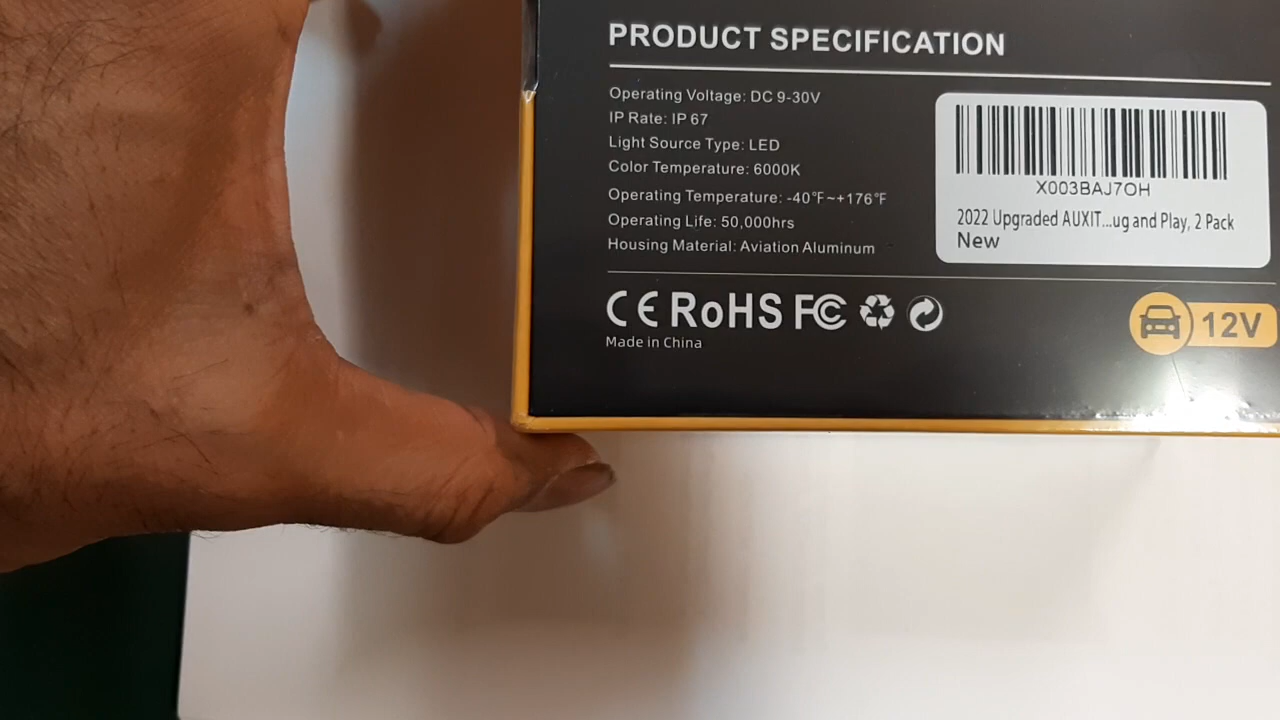 PRODUCT SPECIFICATION
Operating Voltage: DC 9-30V
IP Rate: IP 67
Light Source Type: LED
Color Temperature: 6000K
Operating Temperature: -40°F~+176°F
Operating Life: 50,000hrs
Housing Material: Aviation Aluminum
X003BAJ7OH
2022 Upgraded AUXIT...ug and Play, 2 Pack
New
CE RoHS FC
Made in China
12V